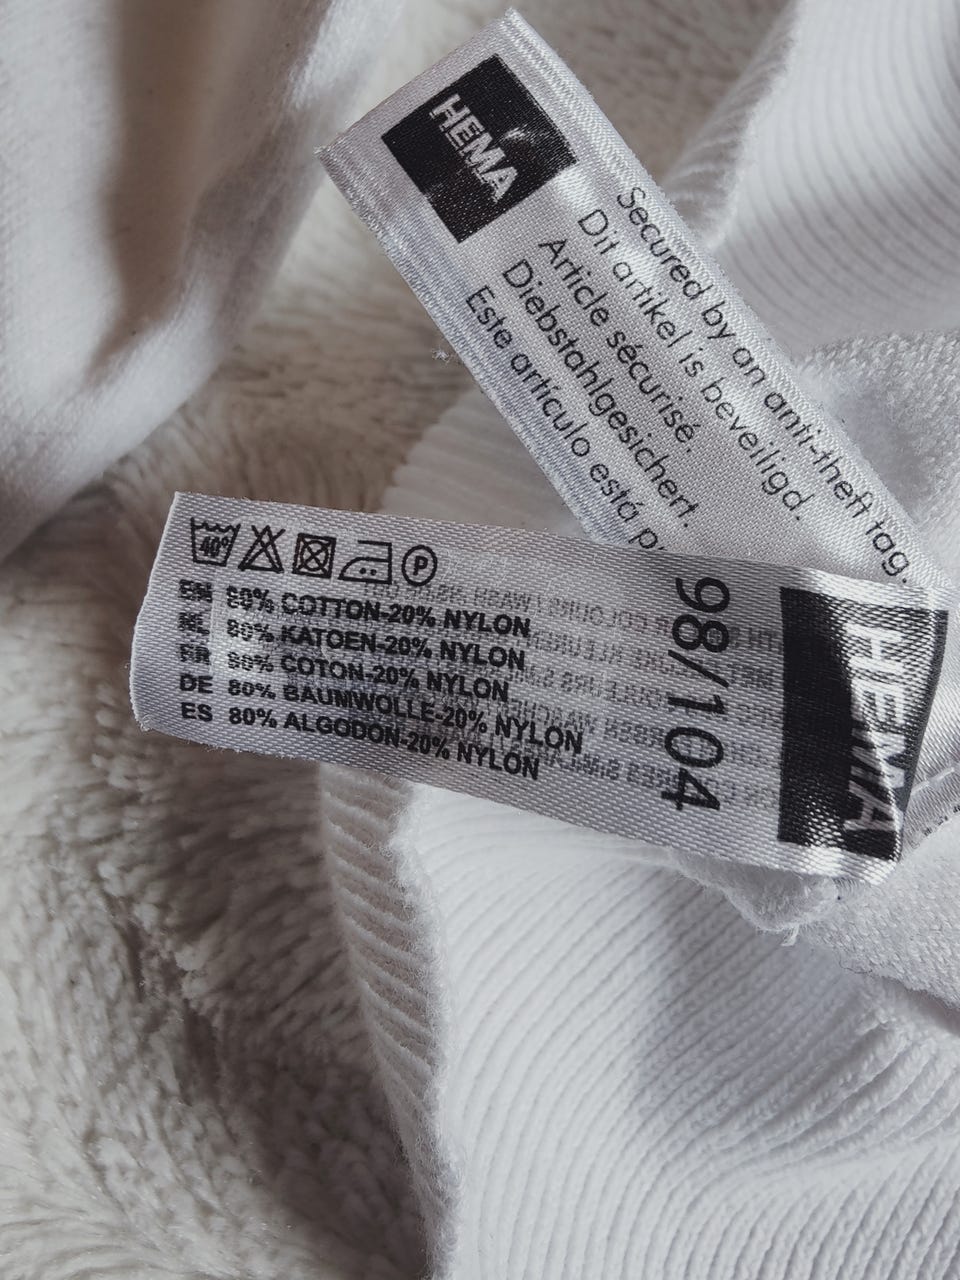 HEMA
Secured by an anti-theft tag.
Dit artikel is beveiligd.
Article sécurisé.
Diebstahlgesichert.
Este artículo está
40°
P
EN 80% COTTON-20% NYLON
NL 80% KATOEN-20% NYLON
FR 80% COTON-20% NYLON
DE 80% BAUMWOLLE-20% NYLON
ES 80% ALGODON-20% NYLON
98/104
HEMA